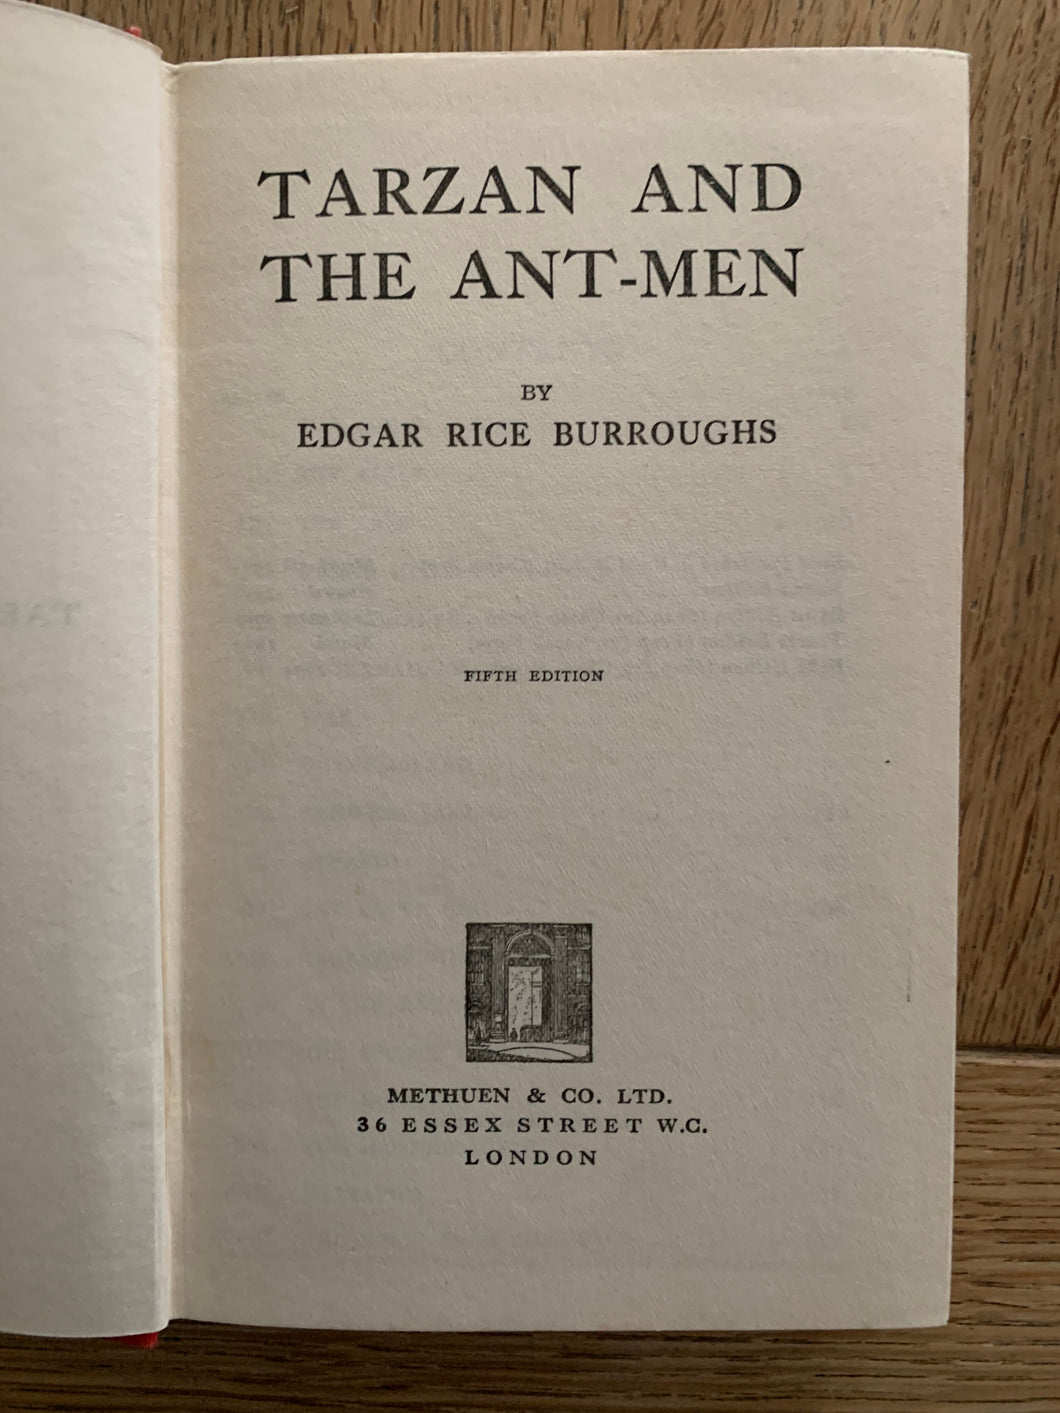 TARZAN AND
THE ANT-MEN
BY
EDGAR RICE BURROUGHS
FIFTH EDITION
METHUEN & CO. LTD.
36 ESSEX STREET W.C.
LONDON